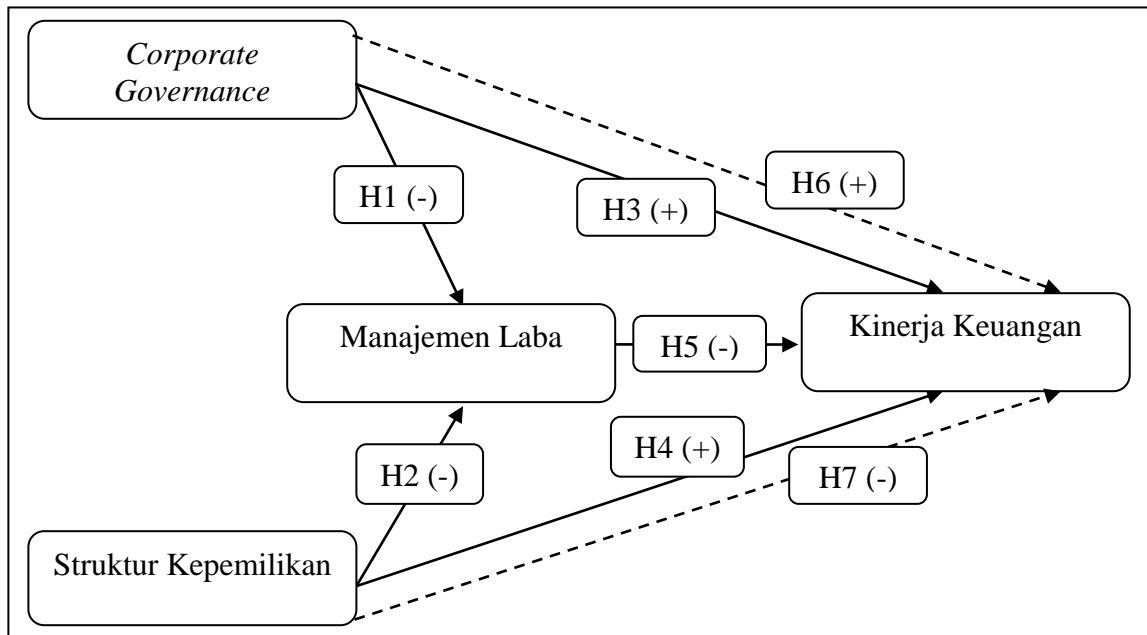 Corporate
Governance
H1 (-)
H3 (+)
H6 (+)
Manajemen Laba
H5 (-)
Kinerja Keuangan
H2 (-)
H4 (+)
H7 (-)
Struktur Kepemilikan